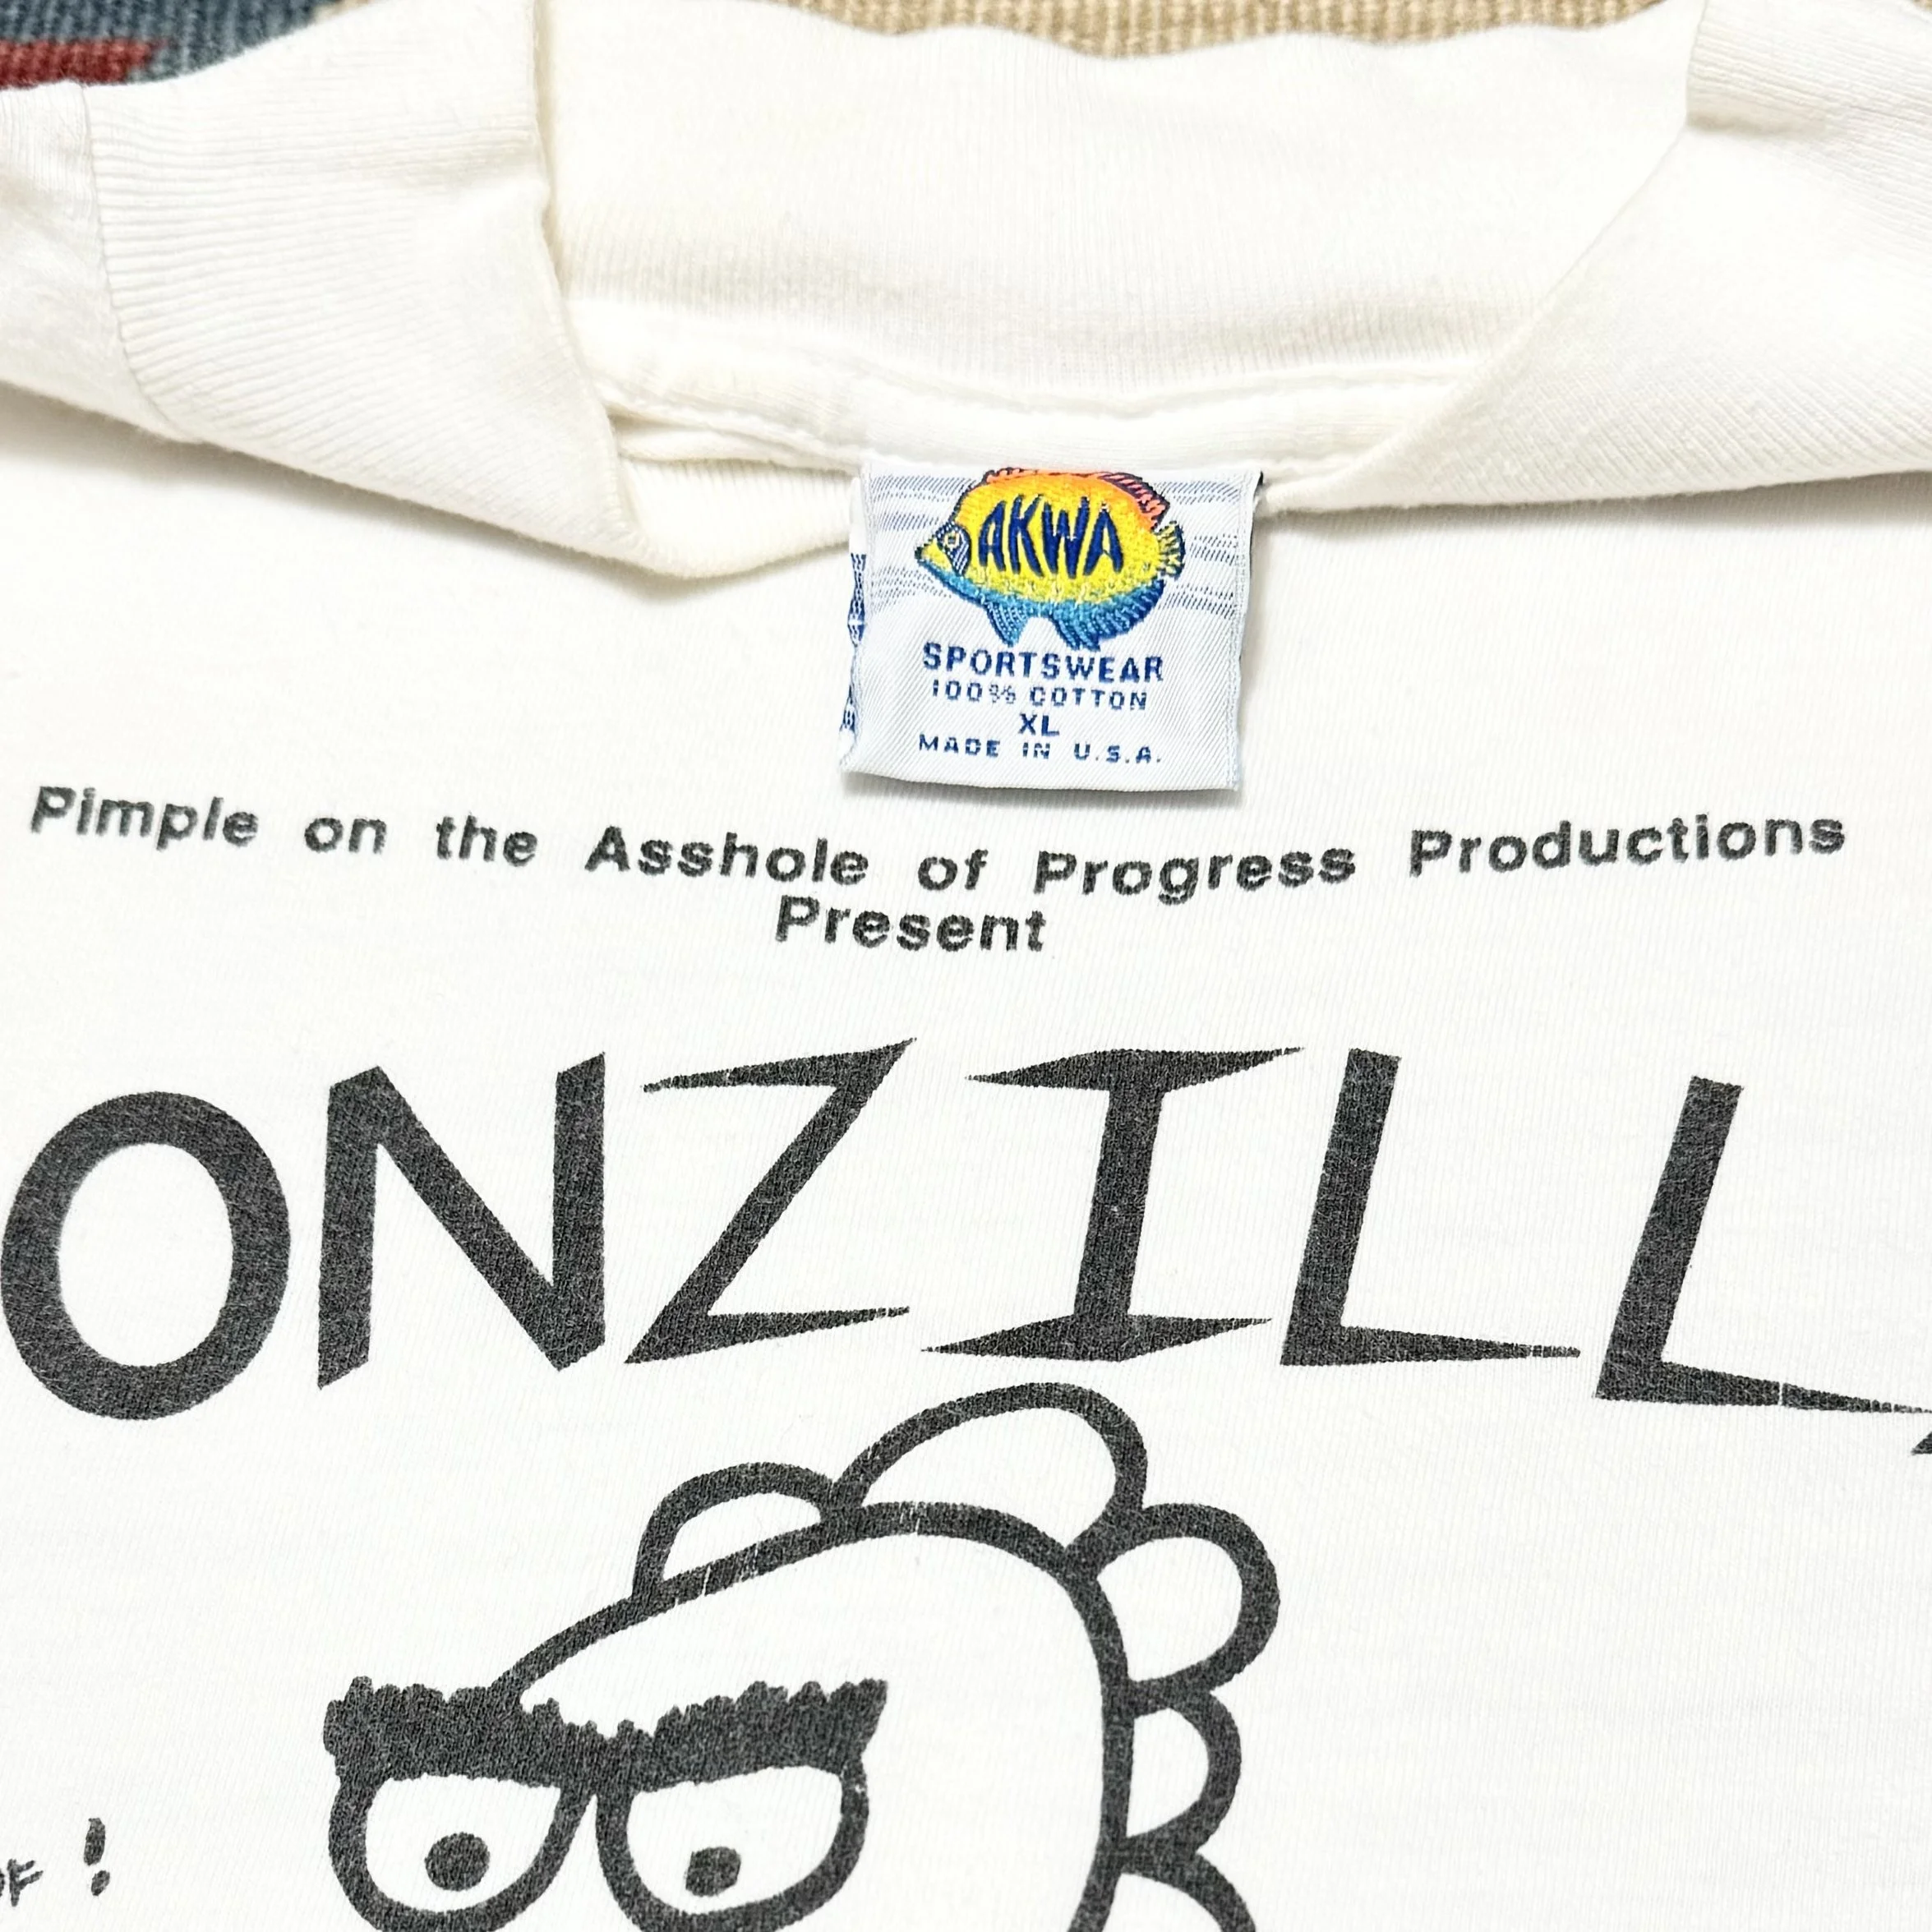 AKWA
SPORTSWEAR
100% COTTON
XL
MADE IN U.S.A.
Pimple on the Asshole of Progress Productions
Present
ONZILL